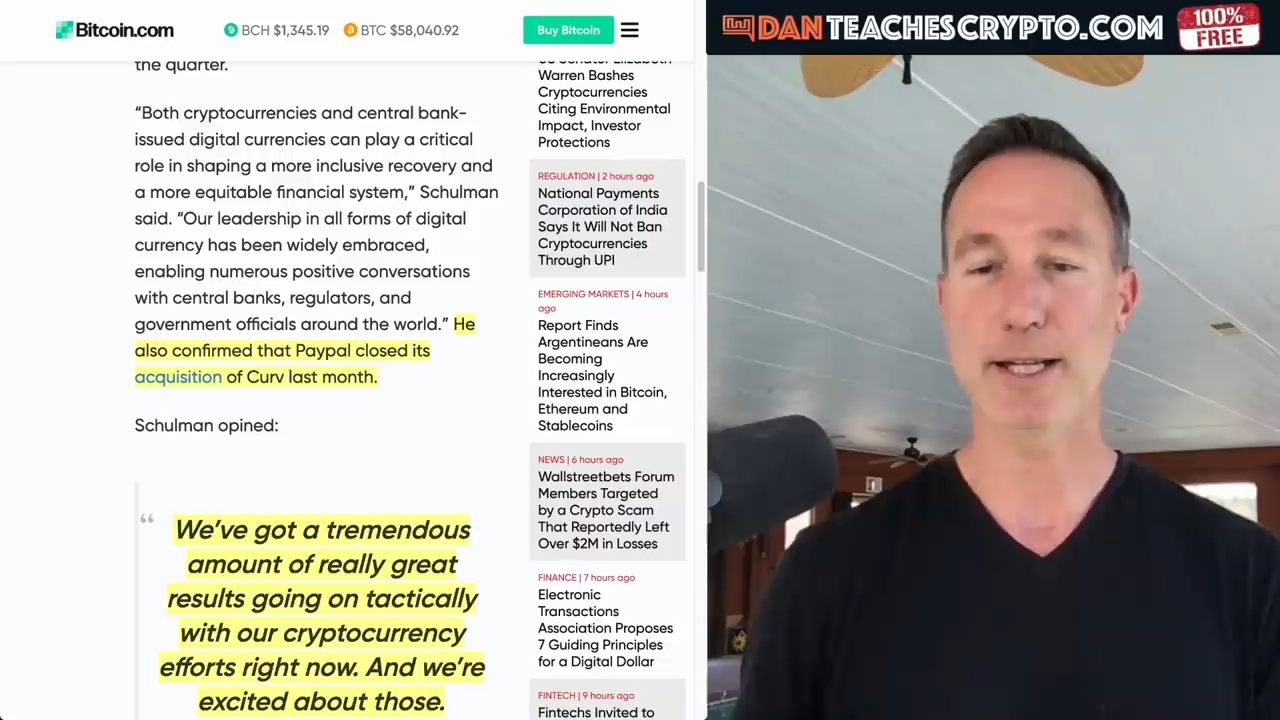 Bitcoin.com
BCH $1,345.19
BTC $58,040.92
Buy Bitcoin
the quarter.
“Both cryptocurrencies and central bank-
issued digital currencies can play a critical
role in shaping a more inclusive recovery and
a more equitable financial system,” Schulman
said. “Our leadership in all forms of digital
currency has been widely embraced,
enabling numerous positive conversations
with central banks, regulators, and
government officials around the world.” He
also confirmed that Paypal closed its
acquisition of Curv last month.
Schulman opined:
“
We’ve got a tremendous
amount of really great
results going on tactically
with our cryptocurrency
efforts right now. And we’re
excited about those.
US Senator Elizabeth
Warren Bashes
Cryptocurrencies
Citing Environmental
Impact, Investor
Protections
REGULATION | 2 hours ago
National Payments
Corporation of India
Says It Will Not Ban
Cryptocurrencies
Through UPI
EMERGING MARKETS | 4 hours
ago
Report Finds
Argentineans Are
Becoming
Increasingly
Interested in Bitcoin,
Ethereum and
Stablecoins
NEWS | 6 hours ago
Wallstreetbets Forum
Members Targeted
by a Crypto Scam
That Reportedly Left
Over $2M in Losses
FINANCE | 7 hours ago
Electronic
Transactions
Association Proposes
7 Guiding Principles
for a Digital Dollar
FINTECH | 9 hours ago
Fintechs Invited to
DANTEACHESCRYPTO.COM
100%
FREE